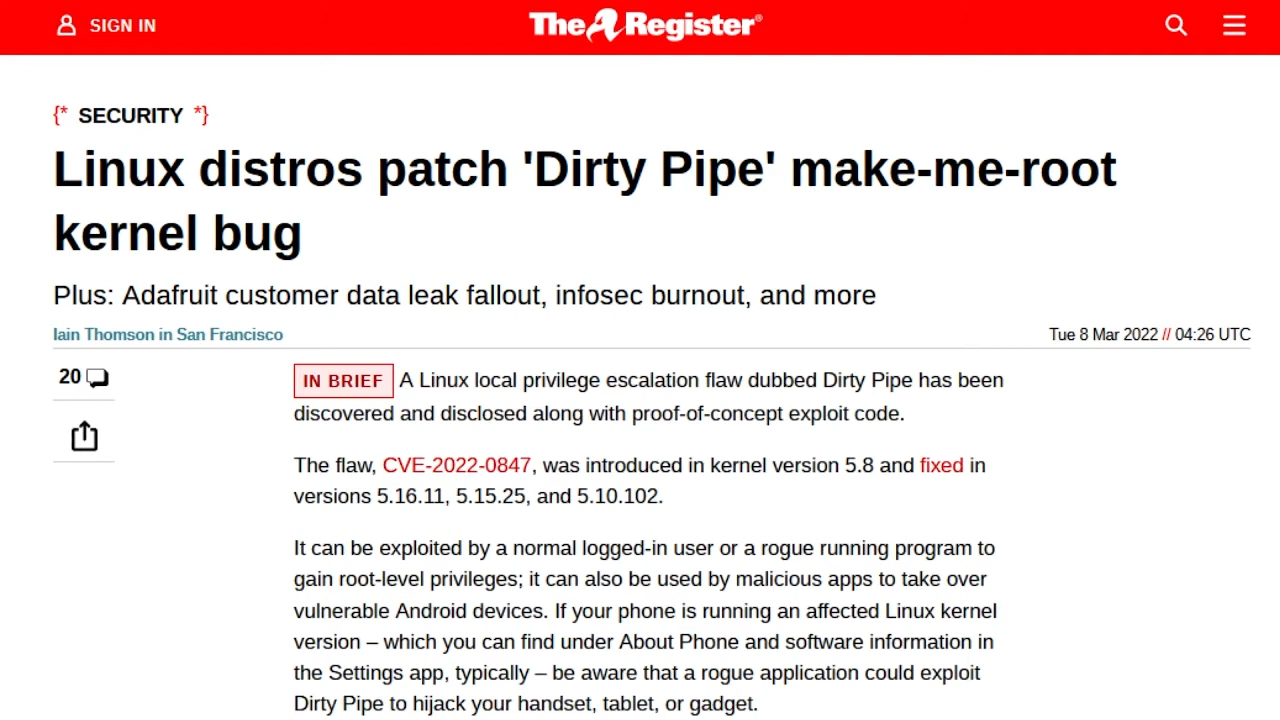 SIGN IN
The Register®
{* SECURITY *}
Linux distros patch 'Dirty Pipe' make-me-root
kernel bug
Plus: Adafruit customer data leak fallout, infosec burnout, and more
Iain Thomson in San Francisco
Tue 8 Mar 2022 // 04:26 UTC
20
IN BRIEF A Linux local privilege escalation flaw dubbed Dirty Pipe has been
discovered and disclosed along with proof-of-concept exploit code.
The flaw, CVE-2022-0847, was introduced in kernel version 5.8 and fixed in
versions 5.16.11, 5.15.25, and 5.10.102.
It can be exploited by a normal logged-in user or a rogue running program to
gain root-level privileges; it can also be used by malicious apps to take over
vulnerable Android devices. If your phone is running an affected Linux kernel
version – which you can find under About Phone and software information in
the Settings app, typically – be aware that a rogue application could exploit
Dirty Pipe to hijack your handset, tablet, or gadget.